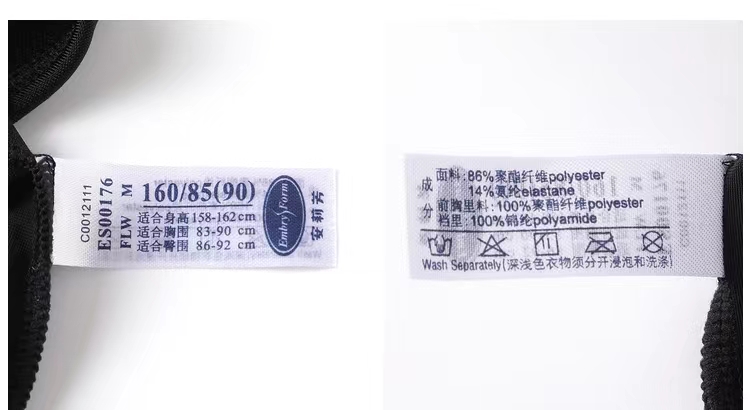 C0012111
ES00176
FLW M
160/85(90)
适合身高 158-162 cm
适合胸围 83-90 cm
适合臀围 86-92 cm
Embry Form
安莉芳
成分
面料:86%聚酯纤维polyester
14%氨纶elastane
前胸里料:100%聚酯纤维polyester
裆里:100%锦纶polyamide
Wash Separately(深浅色衣物须分开浸泡和洗涤)